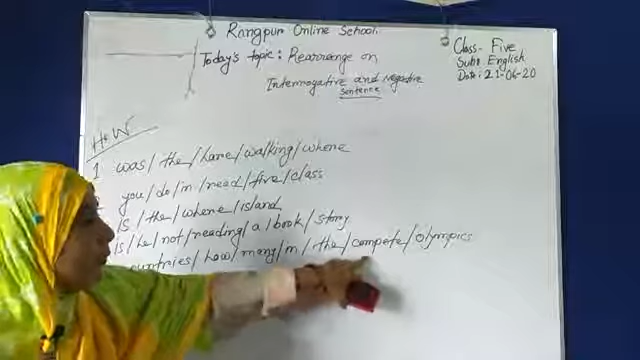 Rangpur Online School.
Class- Five
Sub: English
Date: 21-06-20
Today's topic: Rearrange on
Interrogative and Negative
Sentence
H.W
1 was/the/hare/walking/where
you/do/in/read/five/class
is/the/where/island
is/he/not/reading/a/book/story
countries/how/many/in/the/compete/olympics